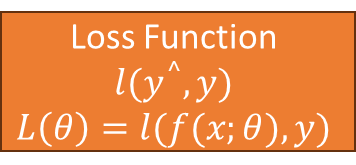 Loss Function
l(y^, y)
L(θ) = l(f(x; θ), y)